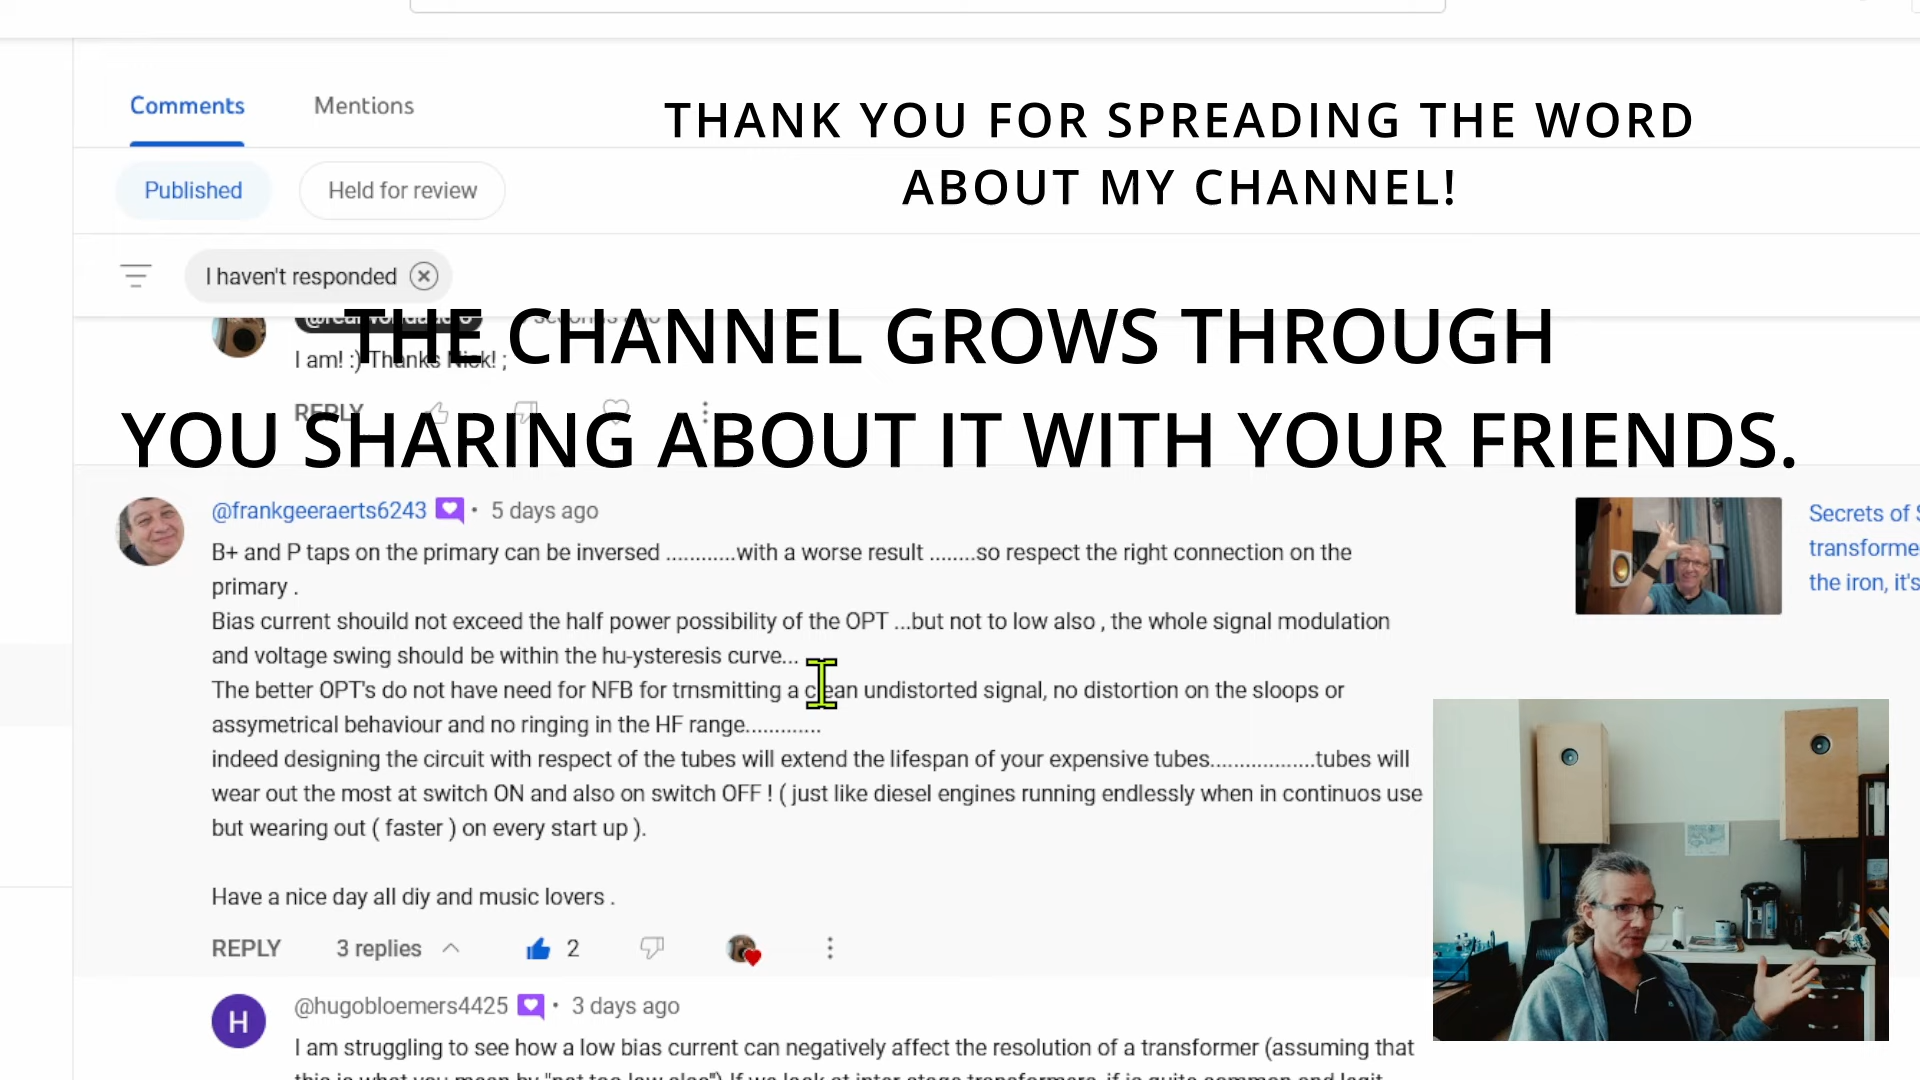 Comments
Mentions
THANK YOU FOR SPREADING THE WORD
ABOUT MY CHANNEL!
Published
Held for review
I haven't responded
THE CHANNEL GROWS THROUGH
I am! :) Thanks Nick! ;
REPLY
YOU SHARING ABOUT IT WITH YOUR FRIENDS.
@frankgeeraerts6243 • 5 days ago
B+ and P taps on the primary can be inversed ............with a worse result ........so respect the right connection on the
primary .
Bias current shouild not exceed the half power possibility of the OPT ...but not to low also , the whole signal modulation
and voltage swing should be within the hu-ysteresis curve...
The better OPT's do not have need for NFB for trnsmitting a clean undistorted signal, no distortion on the sloops or
assymetrical behaviour and no ringing in the HF range.............
indeed designing the circuit with respect of the tubes will extend the lifespan of your expensive tubes..................tubes will
wear out the most at switch ON and also on switch OFF ! ( just like diesel engines running endlessly when in continuos use
but wearing out ( faster ) on every start up ).
Have a nice day all diy and music lovers .
REPLY 3 replies 2
Secrets of
transforme
the iron, it's
H
@hugobloemers4425 • 3 days ago
I am struggling to see how a low bias current can negatively affect the resolution of a transformer (assuming that